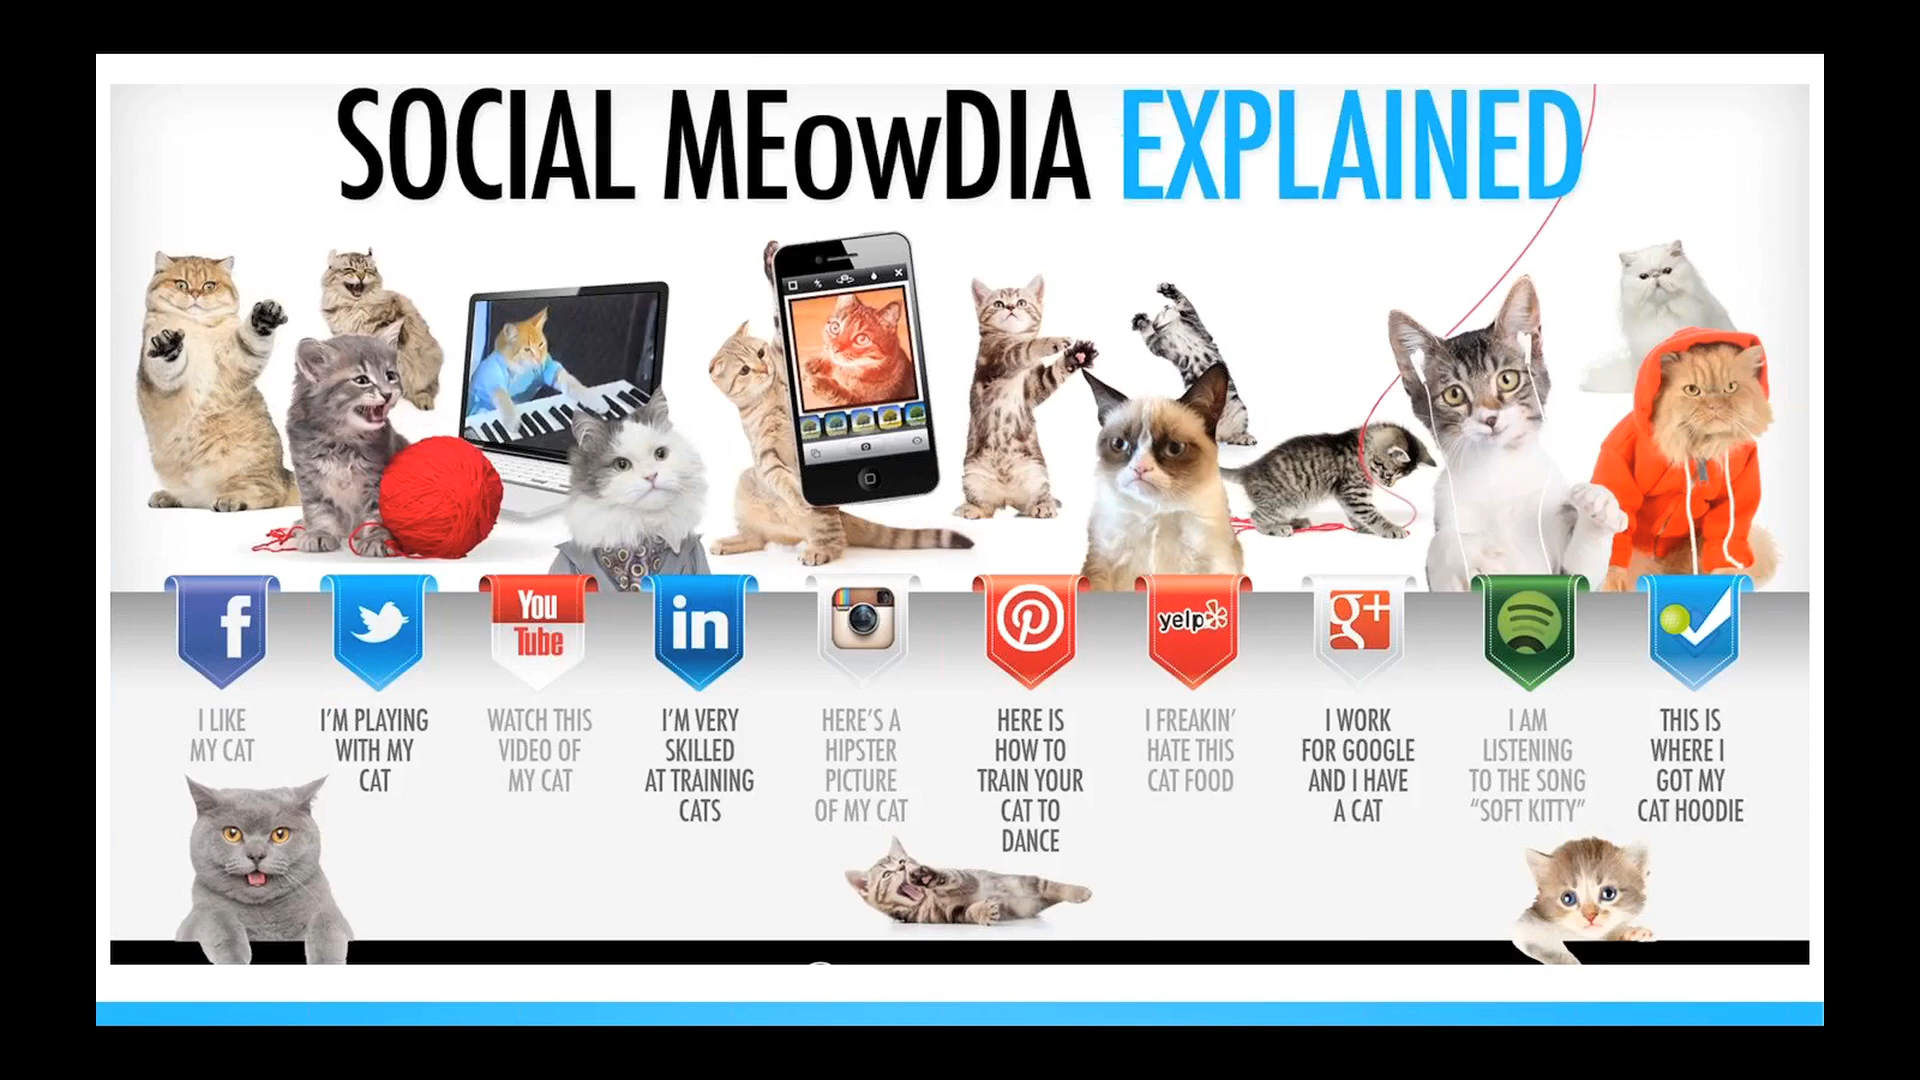 SOCIAL MEowDIA EXPLAINED
f
You
Tube
in
yelp
g+
I LIKE
MY CAT
I'M PLAYING
WITH MY
CAT
WATCH THIS
VIDEO OF
MY CAT
I'M VERY
SKILLED
AT TRAINING
CATS
HERE'S A
HIPSTER
PICTURE
OF MY CAT
HERE IS
HOW TO
TRAIN YOUR
CAT TO
DANCE
I FREAKIN'
HATE THIS
CAT FOOD
I WORK
FOR GOOGLE
AND I HAVE
A CAT
I AM
LISTENING
TO THE SONG
“SOFT KITTY”
THIS IS
WHERE I
GOT MY
CAT HOODIE